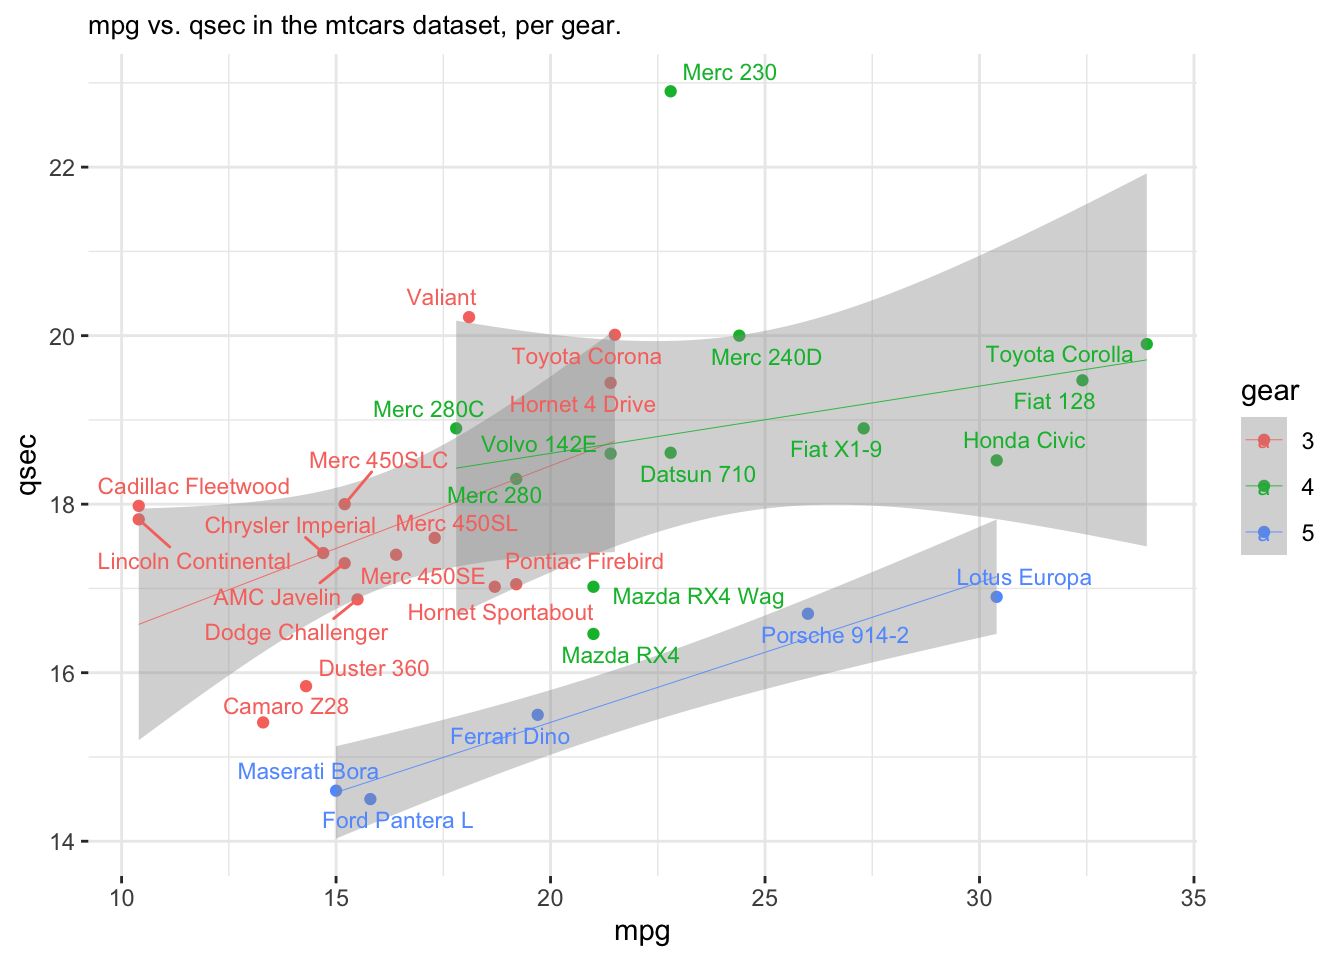 mpg vs. qsec in the mtcars dataset, per gear.
Merc 230
22
Valiant
20
Toyota Corona
Merc 240D
Toyota Corolla
Hornet 4 Drive
Fiat 128
Merc 280C
Volvo 142E
Fiat X1-9
Honda Civic
Merc 450SLC
Datsun 710
Cadillac Fleetwood
Merc 280
18
Chrysler Imperial
Merc 450SL
Lincoln Continental
Pontiac Firebird
Merc 450SE
Lotus Europa
AMC Javelin
Mazda RX4 Wag
Hornet Sportabout
Dodge Challenger
Porsche 914-2
Mazda RX4
16
Duster 360
Camaro Z28
Ferrari Dino
Maserati Bora
Ford Pantera L
14
qsec
10 15 20 25 30 35
mpg
gear
a 3
a 4
a 5